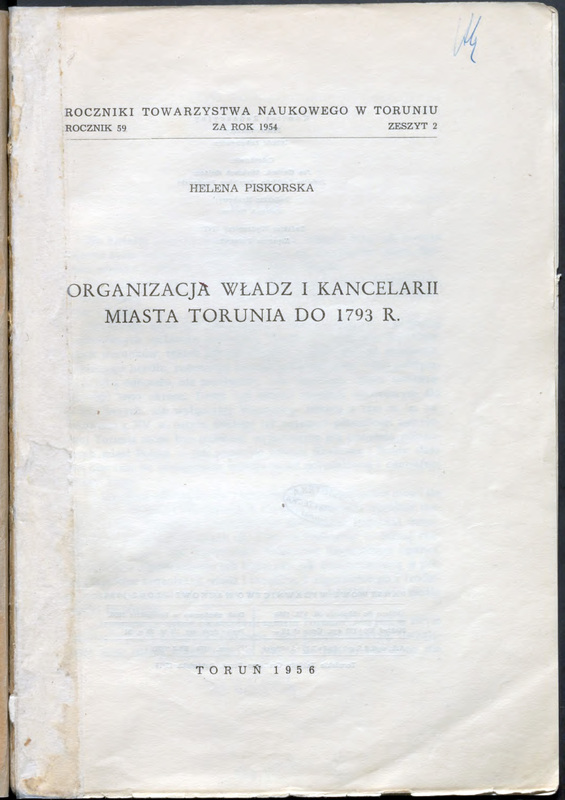 ROCZNIKI TOWARZYSTWA NAUKOWEGO W TORUNIU
ROCZNIK 59 ZA ROK 1954 ZESZYT 2
HELENA PISKORSKA
ORGANIZACJA WŁADZ I KANCELARII
MIASTA TORUNIA DO 1793 R.
TORUŃ 1956